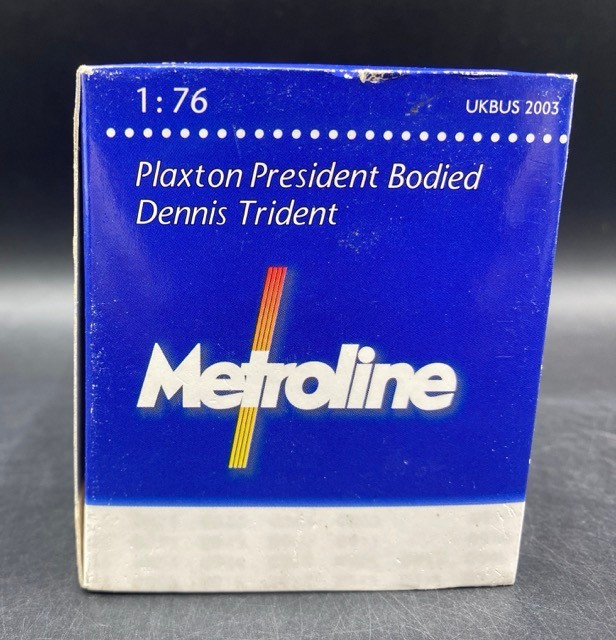 1:76
UKBUS 2003
Plaxton President Bodied
Dennis Trident
Metroline